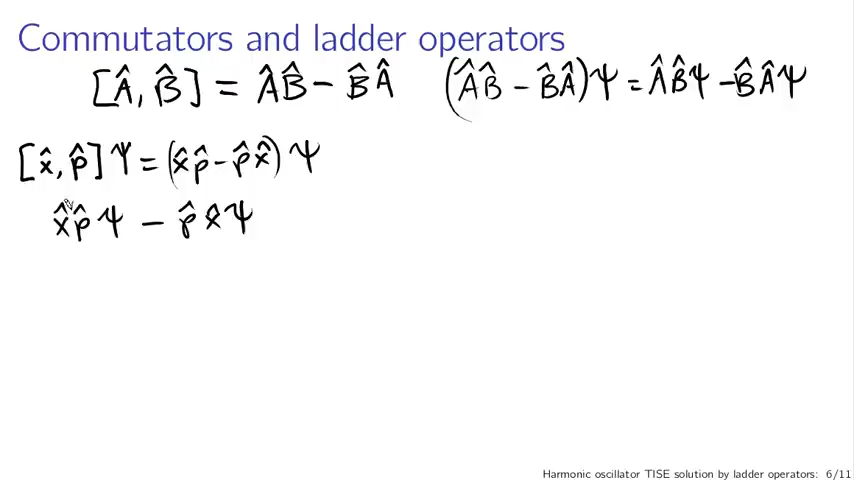 Commutators and ladder operators
[Â, B̂] = ÂB̂ − B̂Â (ÂB̂ − B̂Â)Ψ = ÂB̂Ψ − B̂ÂΨ
[x̂, p̂]Ψ = (x̂p̂ − p̂x̂)Ψ
x̂p̂Ψ − p̂x̂Ψ
Harmonic oscillator TISE solution by ladder operators: 6/11